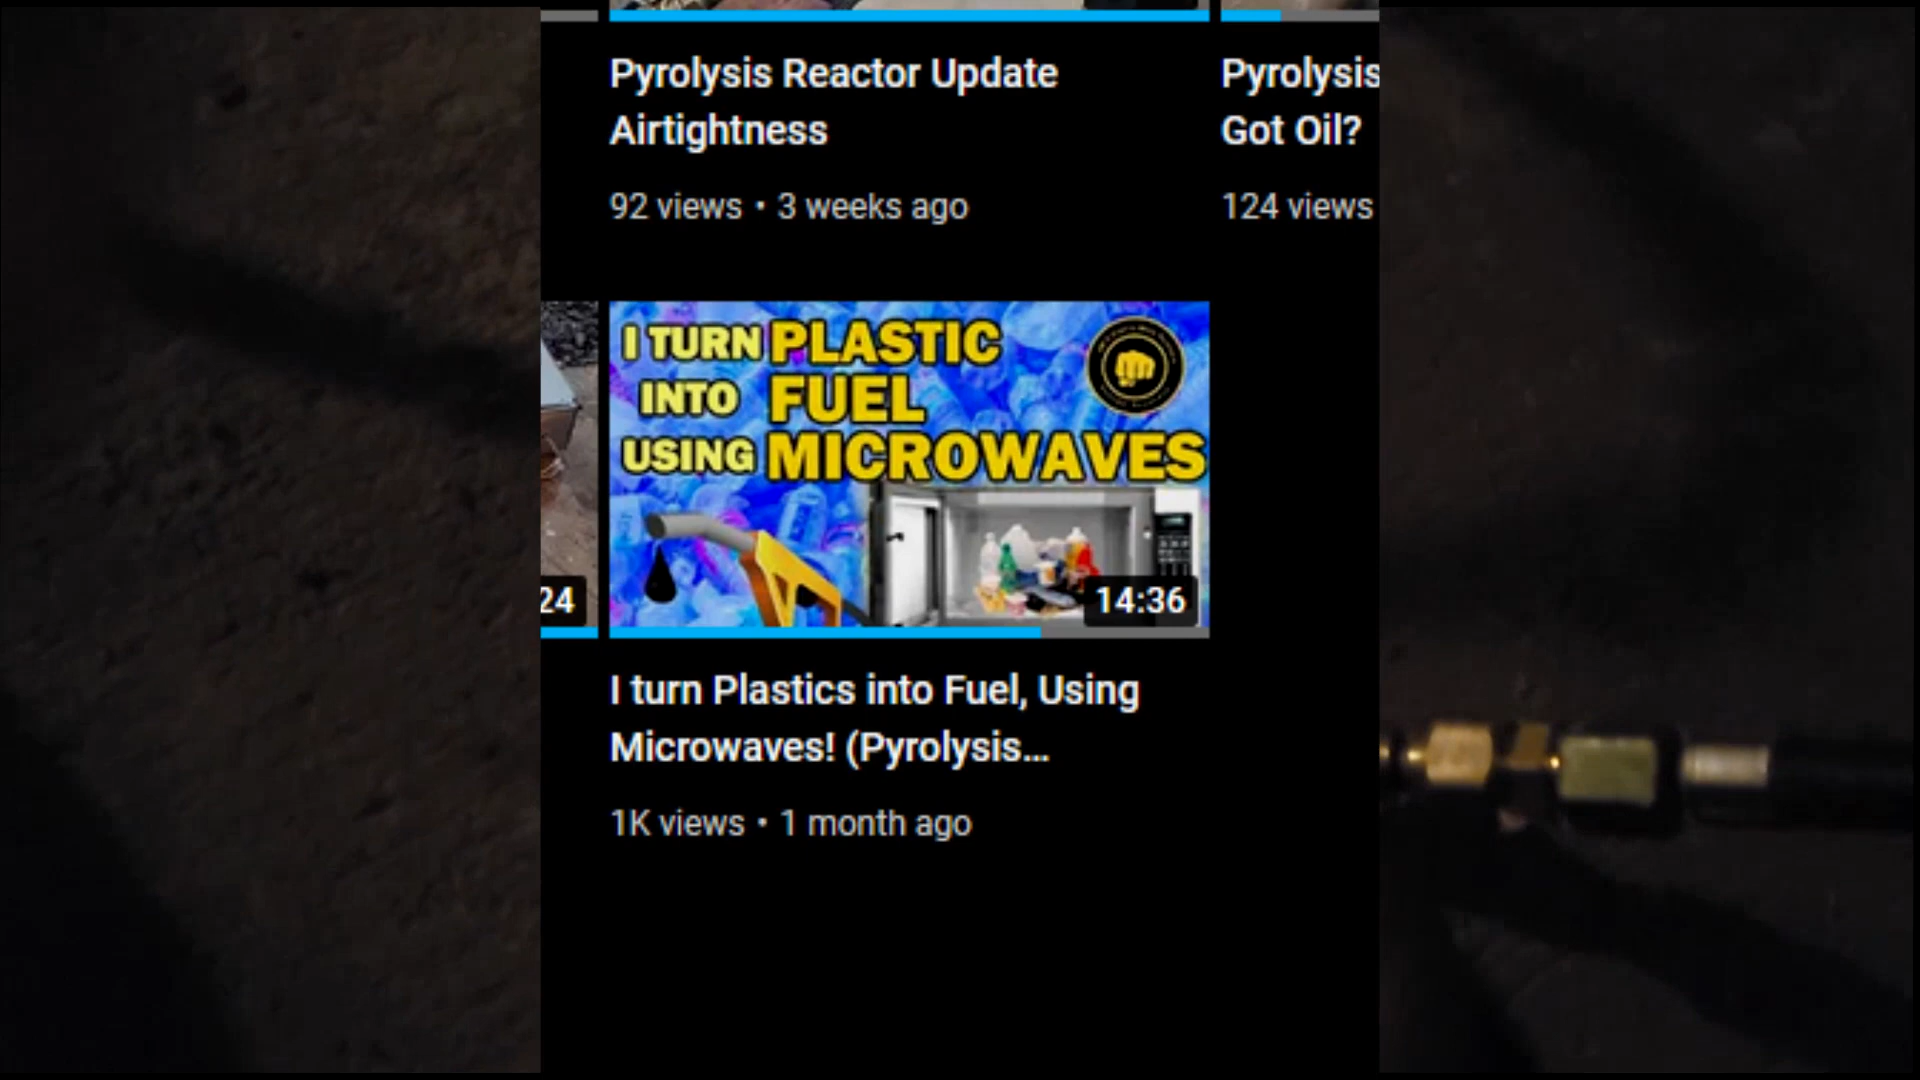 Pyrolysis Reactor Update
Airtightness
92 views • 3 weeks ago
Pyrolysis
Got Oil?
124 views
24
I TURN PLASTIC
INTO FUEL
USING MICROWAVES
14:36
I turn Plastics into Fuel, Using
Microwaves! (Pyrolysis...
1K views • 1 month ago